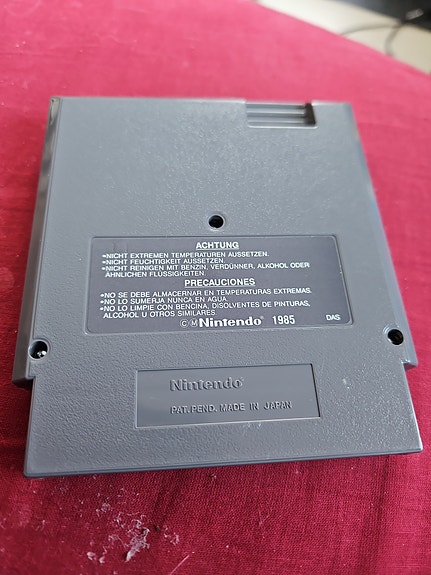 ACHTUNG
•NICHT EXTREMEN TEMPERATUREN AUSSETZEN.
•NICHT FEUCHTIGKEIT AUSSETZEN.
•NICHT REINIGEN MIT BENZIN, VERDÜNNER, ALKOHOL ODER
ÄHNLICHEN FLÜSSIGKEITEN.
PRECAUCIONES
•NO SE DEBE ALMACERNAR EN TEMPERATURAS EXTREMAS.
•NO LO SUMERJA NUNCA EN AGUA.
•NO LO LIMPIE CON BENCINA, DISOLVENTES DE PINTURAS,
ALCOHOL U OTROS SIMILARES
©Ⓜ Nintendo® 1985 DAS
Nintendo®
PAT. PEND. MADE IN JAPAN